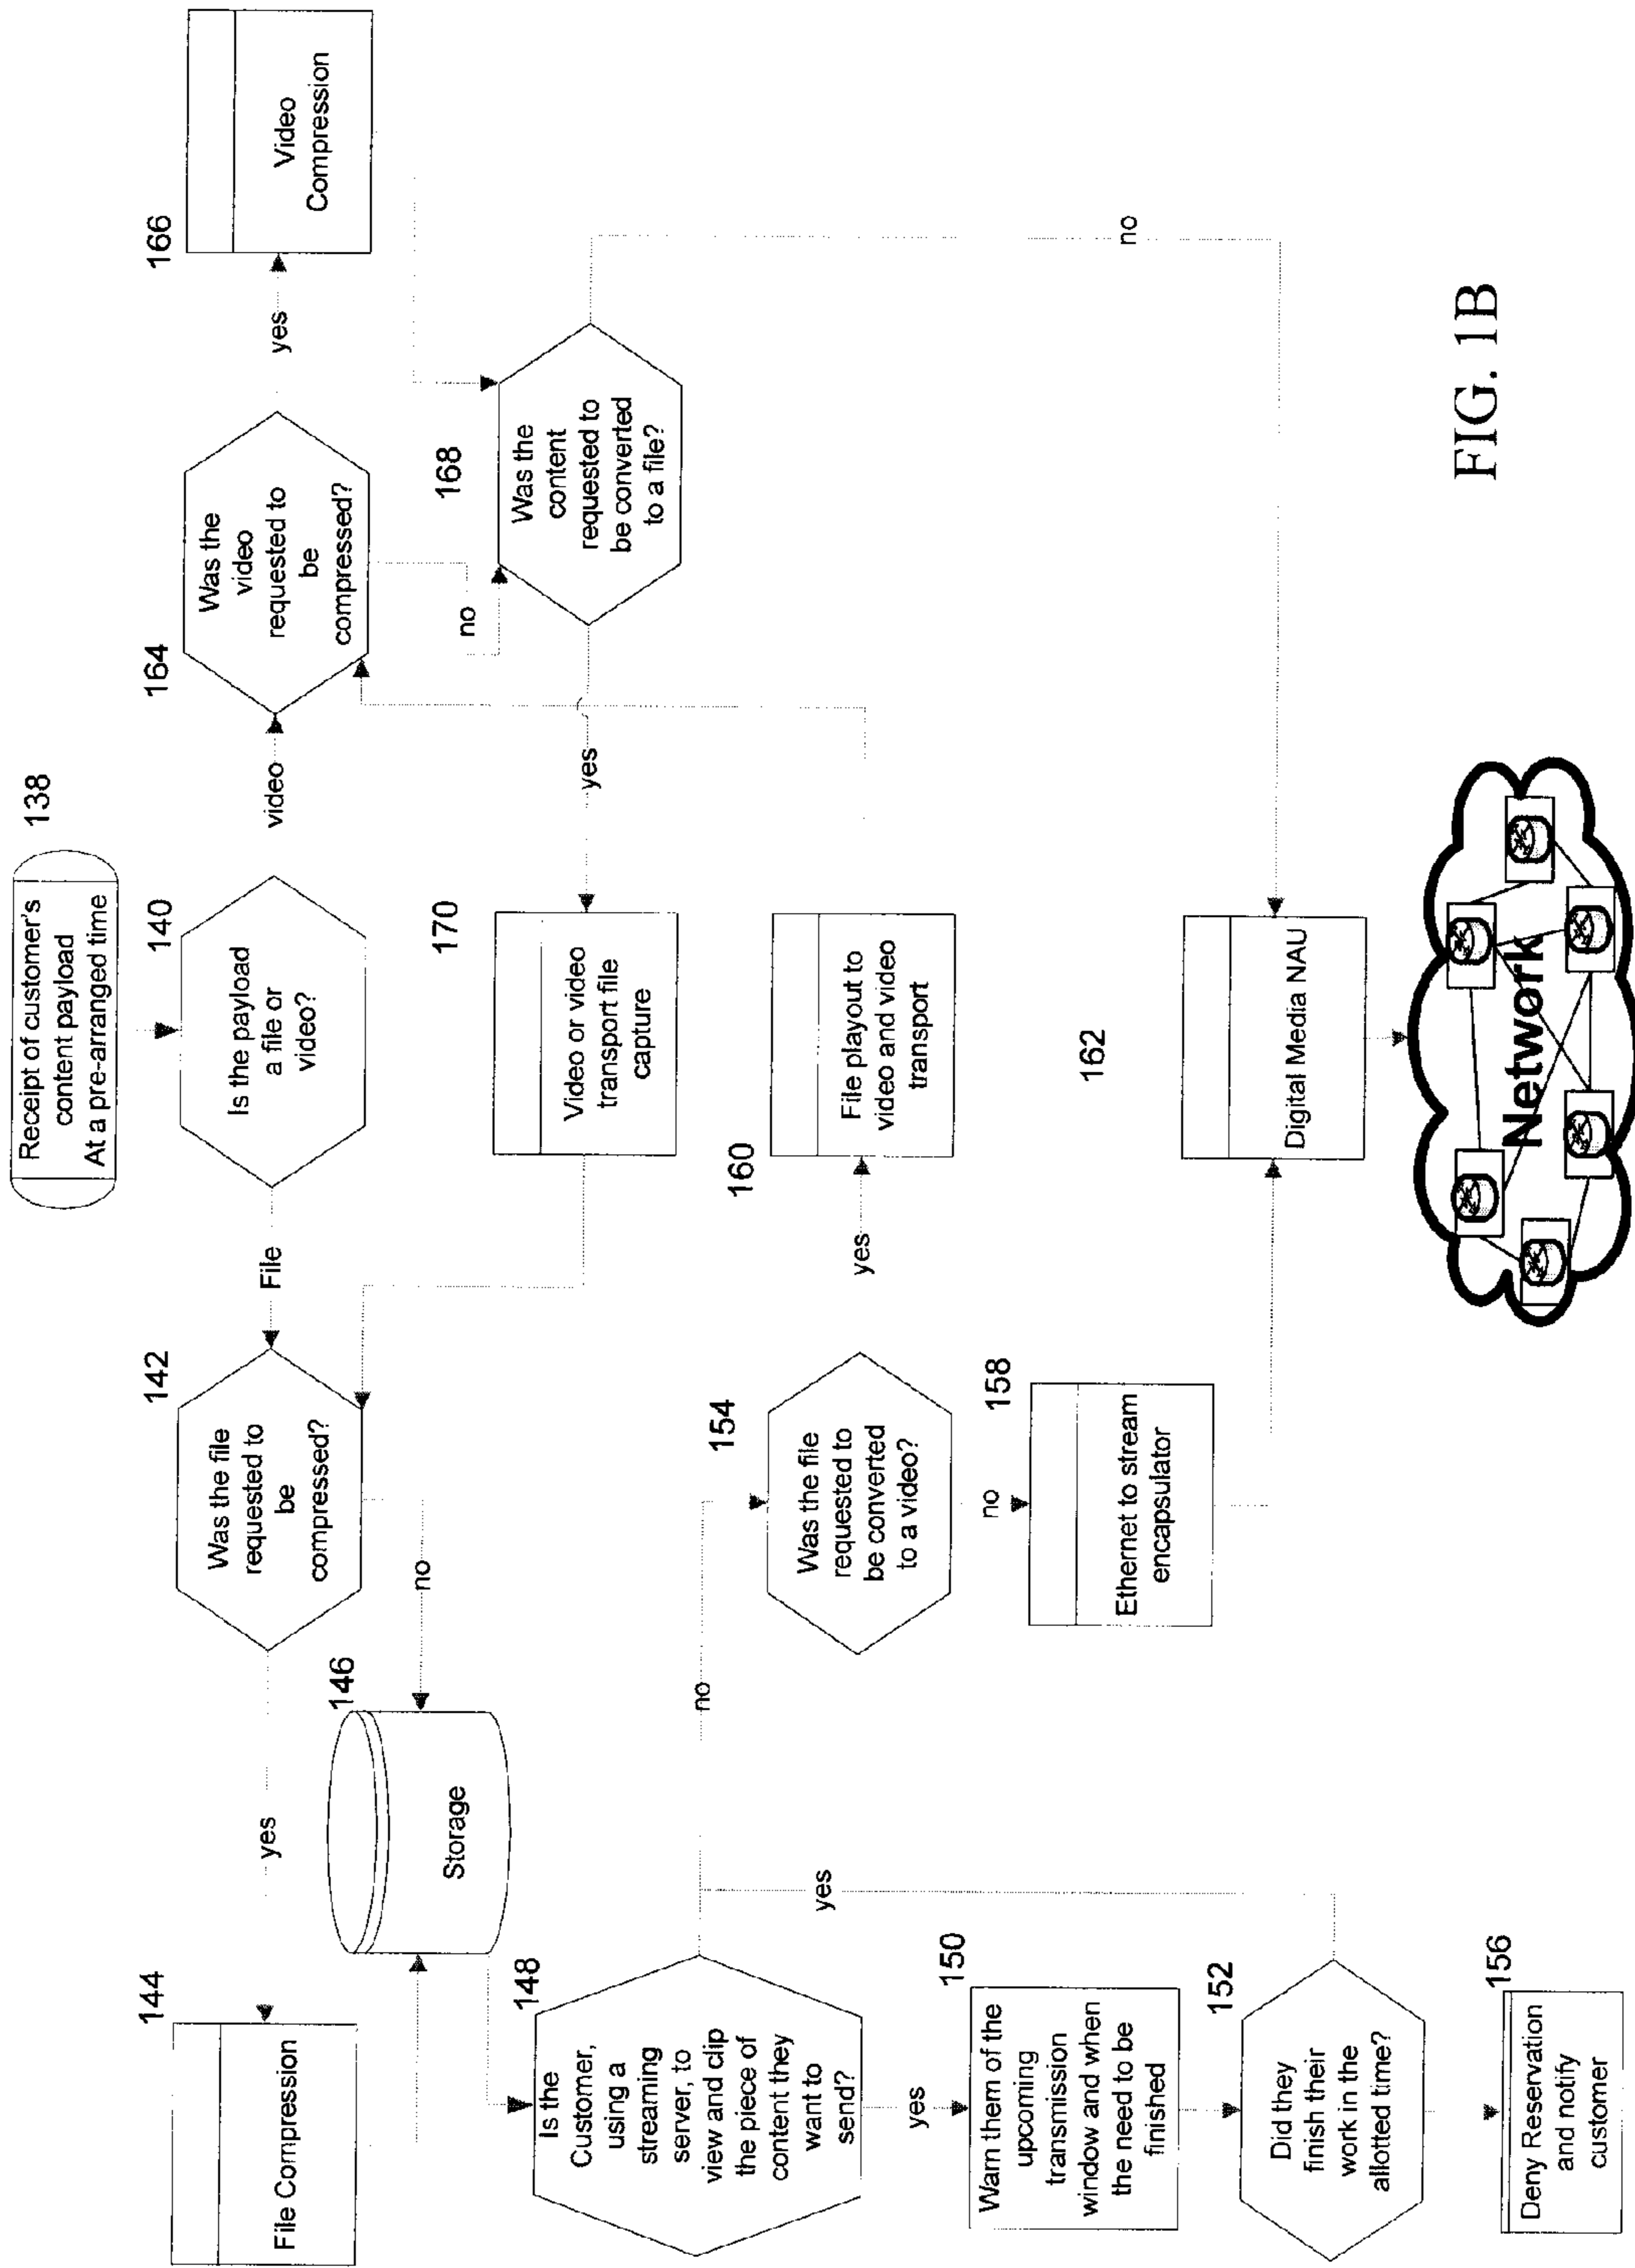 Receipt of customer's
content payload
At a pre-arranged time
138
Is the payload
a file or
video?
140
File
video
Was the file
requested to
be
compressed?
142
yes
no
File Compression
144
Storage
146
Is the
Customer,
using a
streaming
server, to
view and clip
the piece of
content they
want to
send?
148
yes
no
Warn them of the
upcoming
transmission
window and when
the need to be
finished
150
Did they
finish their
work in the
allotted time?
152
yes
Deny Reservation
and notify
customer
156
Was the file
requested to
be converted
to a video?
154
yes
no
Ethernet to stream
encapsulator
158
File playout to
video and video
transport
160
Digital Media NAU
162
Was the
video
requested to
be
compressed?
164
yes
no
Video
Compression
166
Was the
content
requested to
be converted
to a file?
168
yes
no
Video or video
transport file
capture
170
Network
FIG. 1B